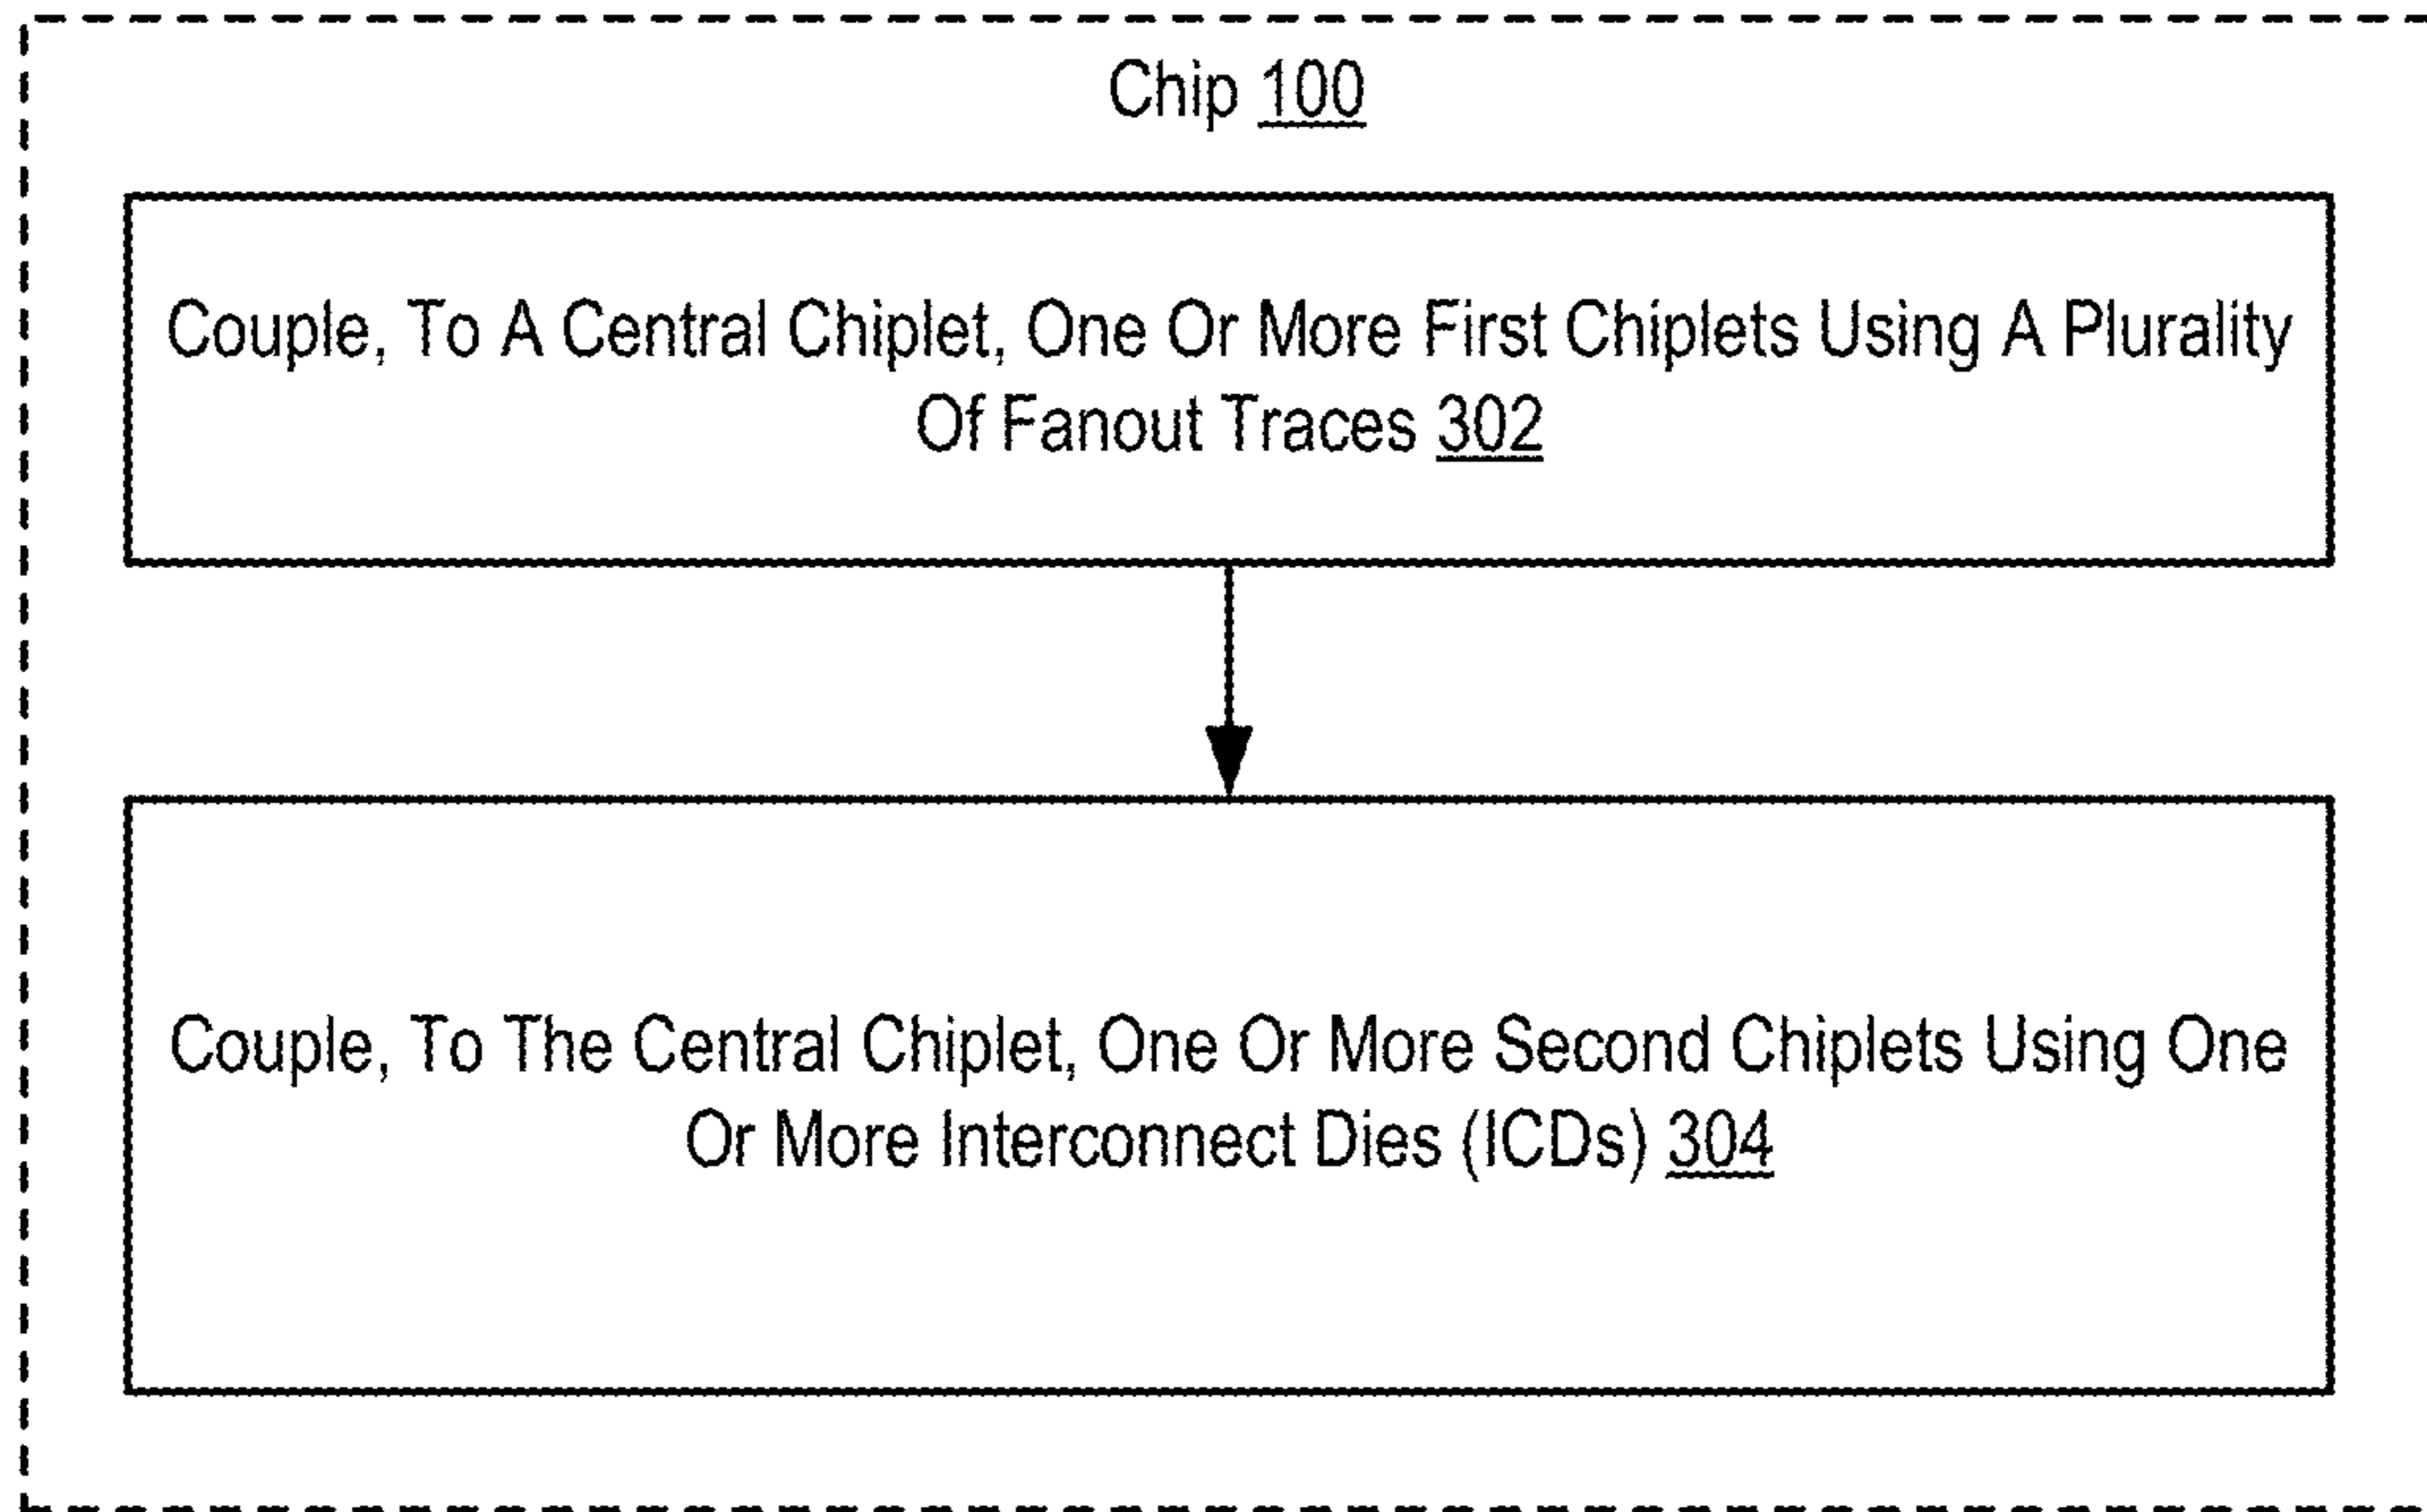 Chip 100
Couple, To A Central Chiplet, One Or More First Chiplets Using A Plurality
Of Fanout Traces 302
Couple, To The Central Chiplet, One Or More Second Chiplets Using One
Or More Interconnect Dies (ICDs) 304